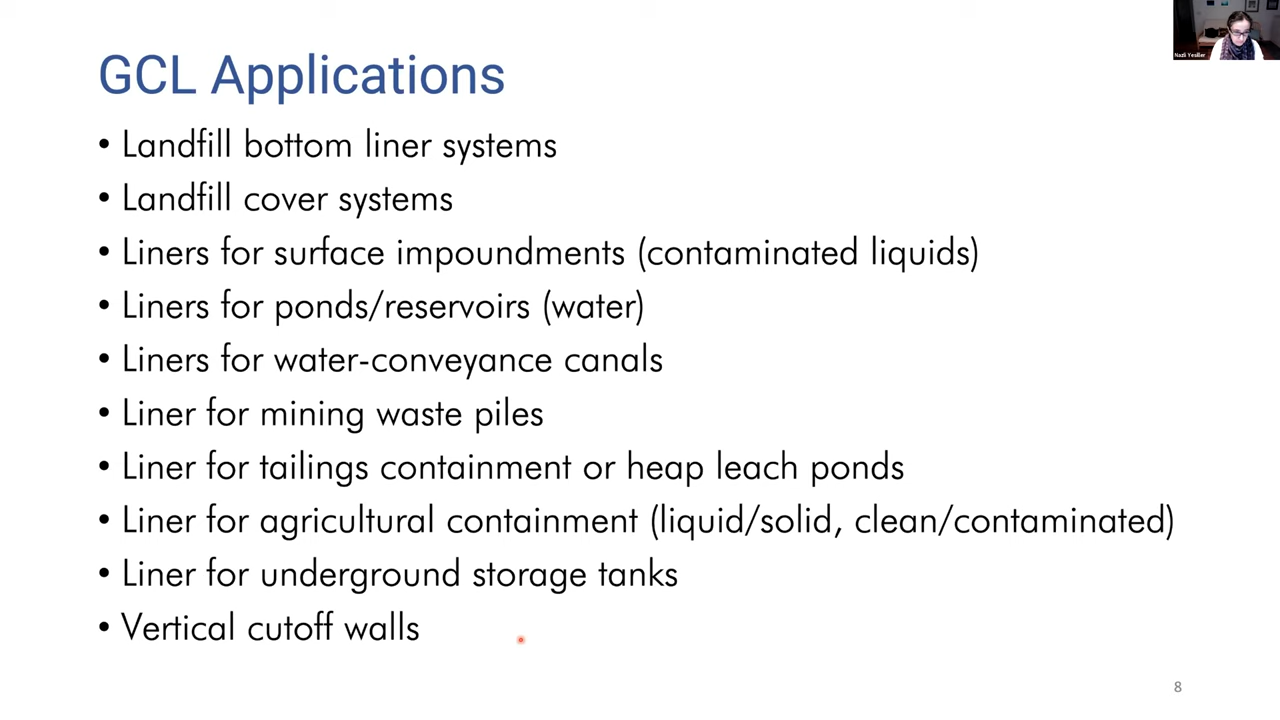 GCL Applications
• Landfill bottom liner systems
• Landfill cover systems
• Liners for surface impoundments (contaminated liquids)
• Liners for ponds/reservoirs (water)
• Liners for water-conveyance canals
• Liner for mining waste piles
• Liner for tailings containment or heap leach ponds
• Liner for agricultural containment (liquid/solid, clean/contaminated)
• Liner for underground storage tanks
• Vertical cutoff walls
Nazli Yesiller
8